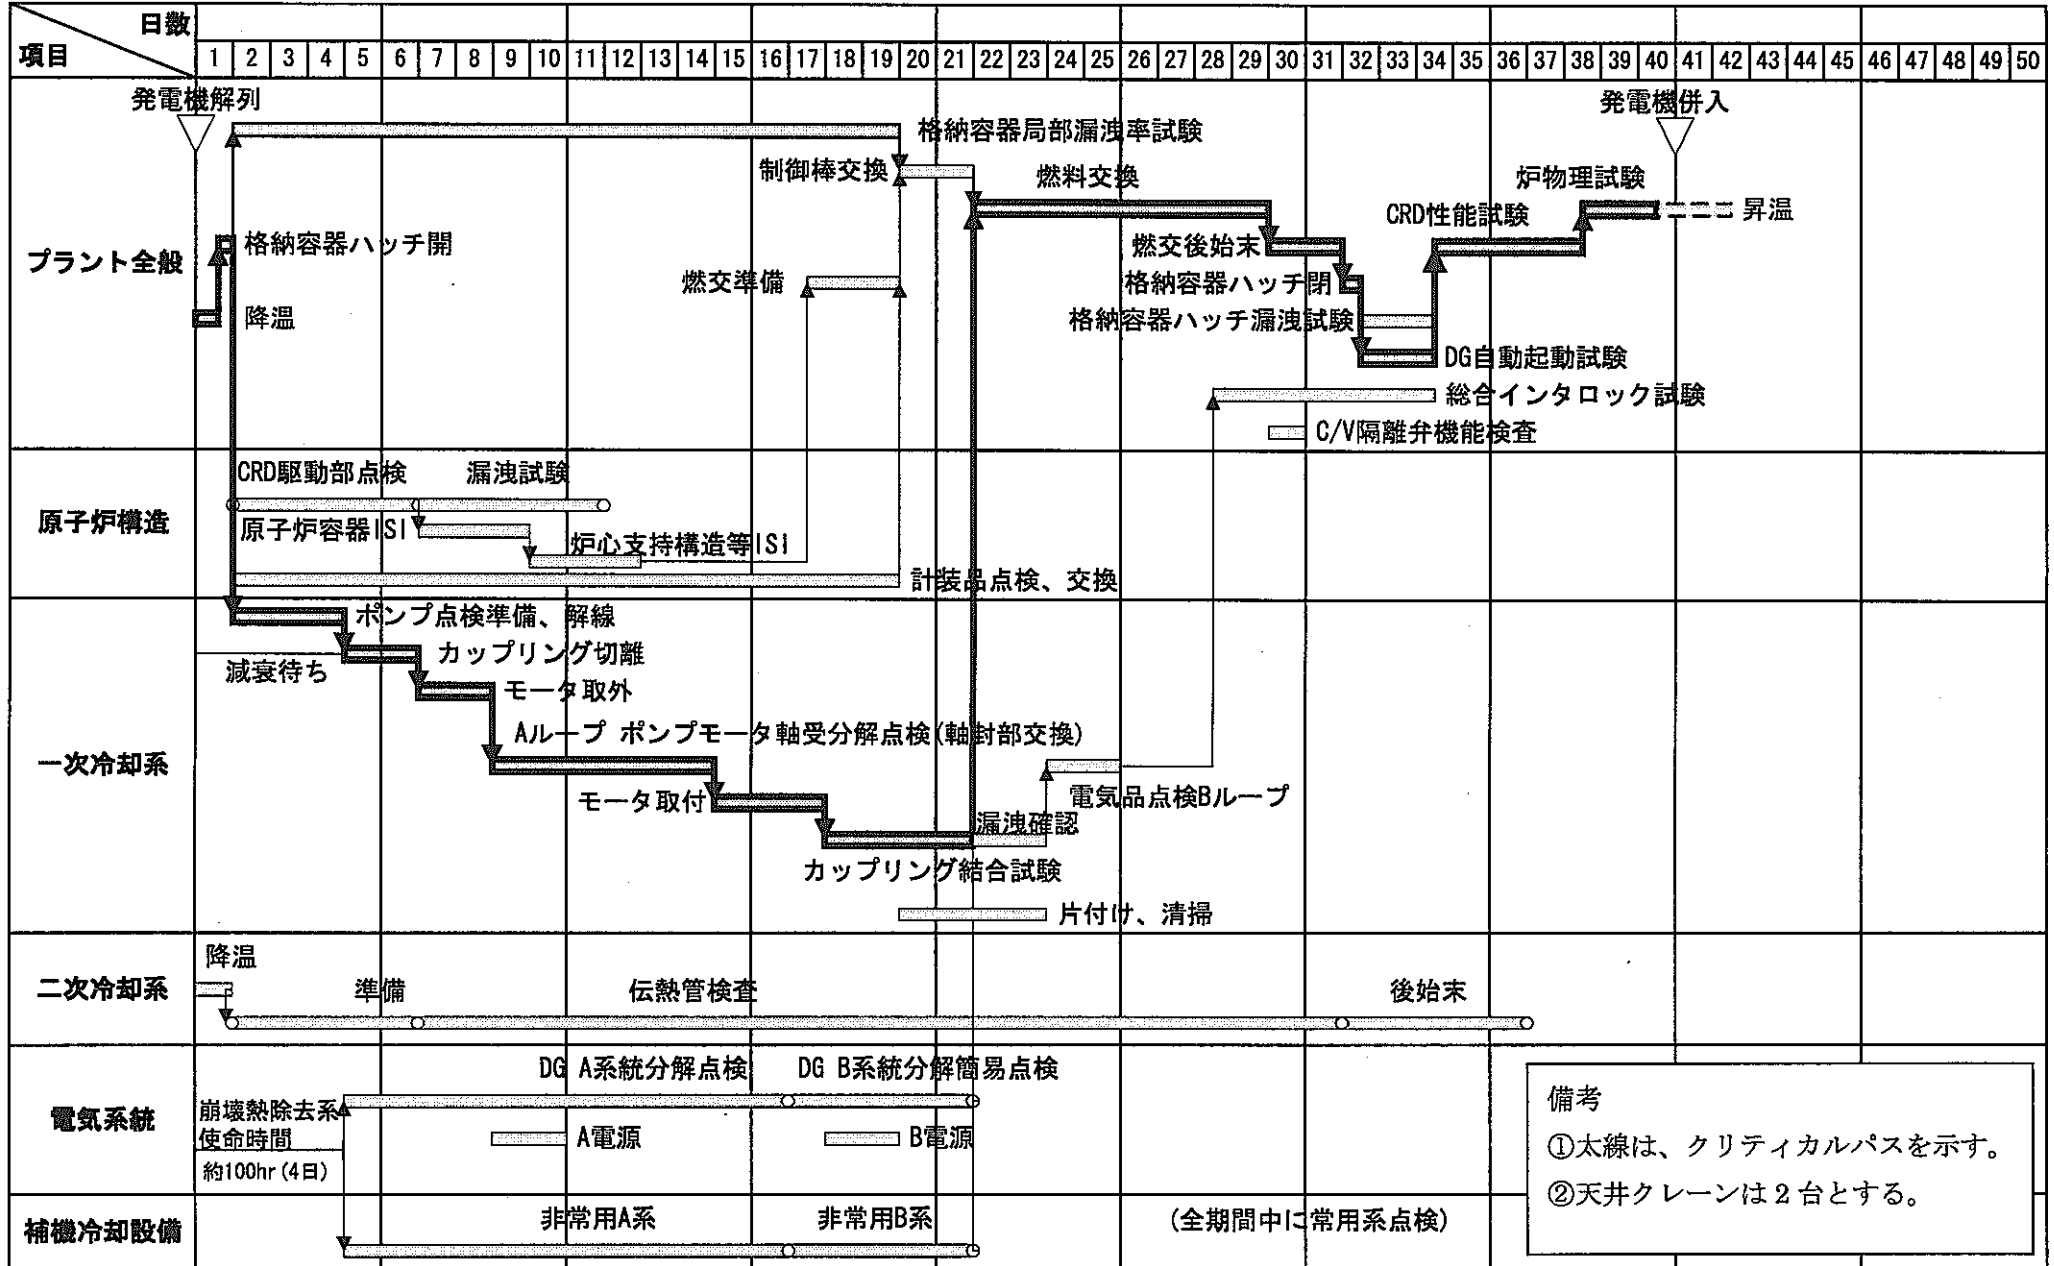 日数
項目
1 2 3 4 5 6 7 8 9 10 11 12 13 14 15 16 17 18 19 20 21 22 23 24 25 26 27 28 29 30 31 32 33 34 35 36 37 38 39 40 41 42 43 44 45 46 47 48 49 50
発電機解列
発電機併入
プラント全般
格納容器局部漏洩率試験
制御棒交換
燃料交換
炉物理試験
CRD性能試験
昇温
格納容器ハッチ開
燃交後始末
燃交準備
格納容器ハッチ閉
降温
格納容器ハッチ漏洩試験
DG自動起動試験
総合インタロック試験
C/V隔離弁機能検査
原子炉構造
CRD駆動部点検
漏洩試験
原子炉容器ISI
炉心支持構造等ISI
計装品点検、交換
一次冷却系
ポンプ点検準備、解線
カップリング切離
減衰待ち
モータ取外
Aループ ポンプモータ軸受分解点検(軸封部交換)
モータ取付
電気品点検Bループ
漏洩確認
カップリング結合試験
片付け、清掃
二次冷却系
降温
準備
伝熱管検査
後始末
電気系統
DG A系統分解点検
DG B系統分解簡易点検
崩壊熱除去系
使命時間
約100hr(4日)
A電源
B電源
補機冷却設備
非常用A系
非常用B系
(全期間中に常用系点検)
備考
①太線は、クリティカルパスを示す。
②天井クレーンは2台とする。